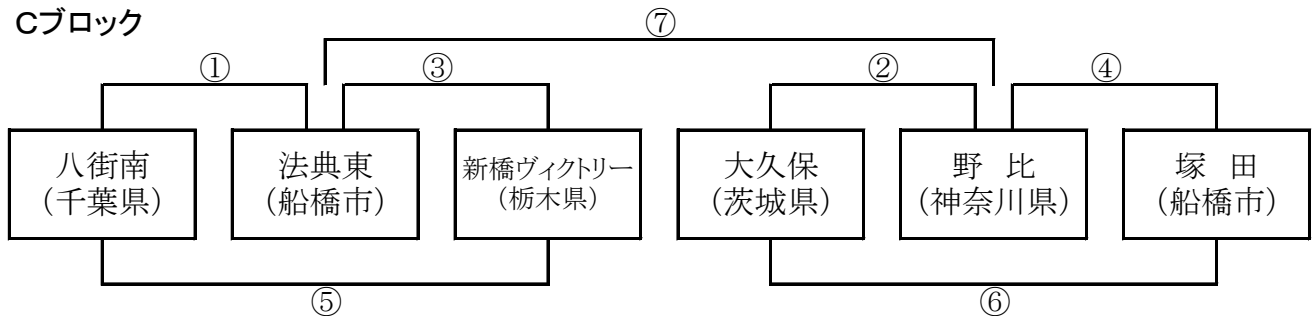 Cブロック
⑦
① ③ ② ④
八街南
(千葉県)
法典東
(船橋市)
新橋ヴィクトリー
(栃木県)
大久保
(茨城県)
野 比
(神奈川県)
塚 田
(船橋市)
⑤ ⑥